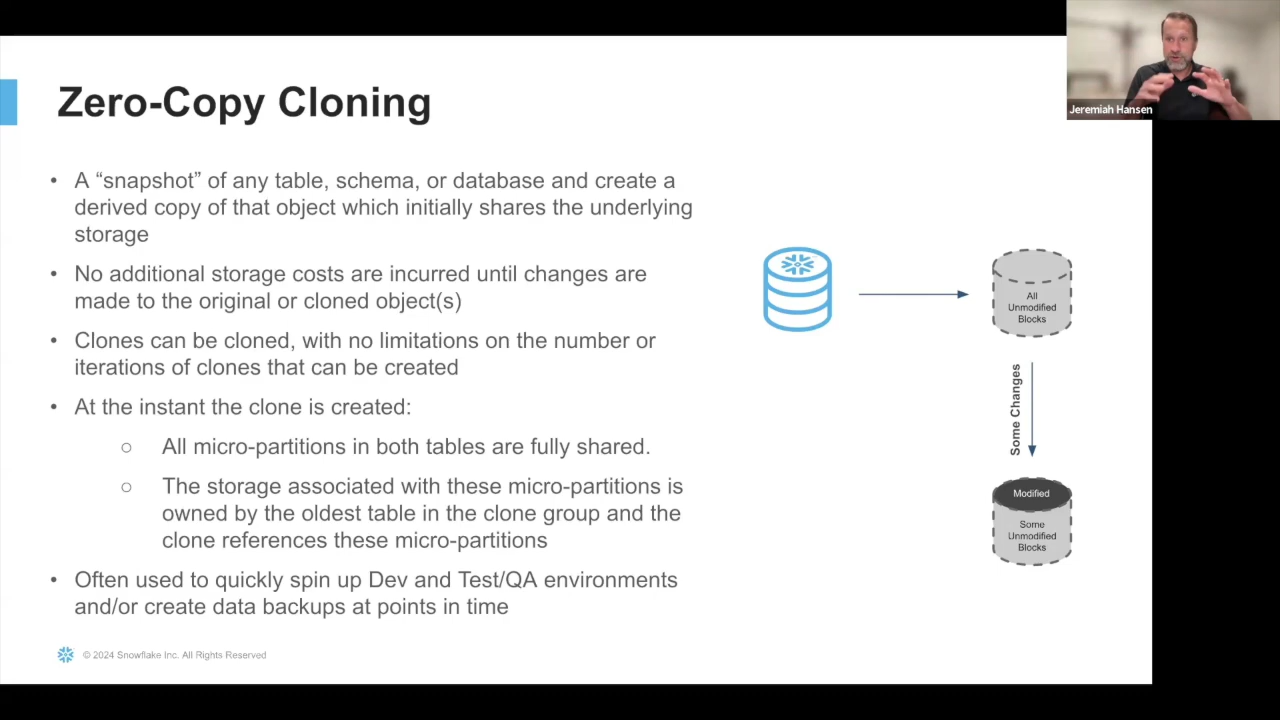 Jeremiah Hansen
Zero-Copy Cloning
• A “snapshot” of any table, schema, or database and create a
derived copy of that object which initially shares the underlying
storage
• No additional storage costs are incurred until changes are
made to the original or cloned object(s)
• Clones can be cloned, with no limitations on the number or
iterations of clones that can be created
• At the instant the clone is created:
○ All micro-partitions in both tables are fully shared.
○ The storage associated with these micro-partitions is
owned by the oldest table in the clone group and the
clone references these micro-partitions
• Often used to quickly spin up Dev and Test/QA environments
and/or create data backups at points in time
All
Unmodified
Blocks
Some Changes
Modified
Some
Unmodified
Blocks
© 2024 Snowflake Inc. All Rights Reserved